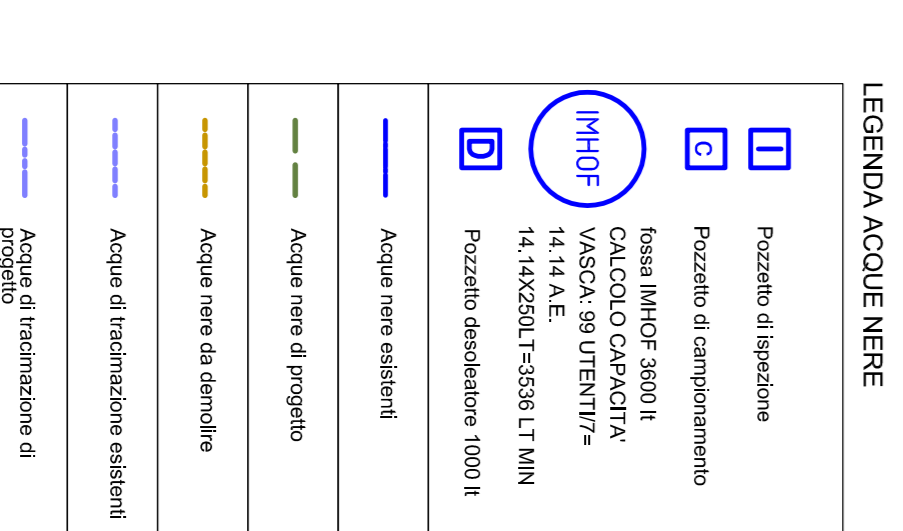 LEGENDA ACQUE NERE
I
Pozzetto di ispezione
C
Pozzetto di campionamento
IMHOF
fossa IMHOF 3600 lt
CALCOLO CAPACITA'
VASCA: 99 UTENTI/7=
14.14 A.E.
14.14X250LT=3536 LT MIN
D
Pozzetto desoleatore 1000 lt
Acque nere esistenti
Acque nere di progetto
Acque nere da demolire
Acque di tracimazione esistenti
Acque di tracimazione di
progetto